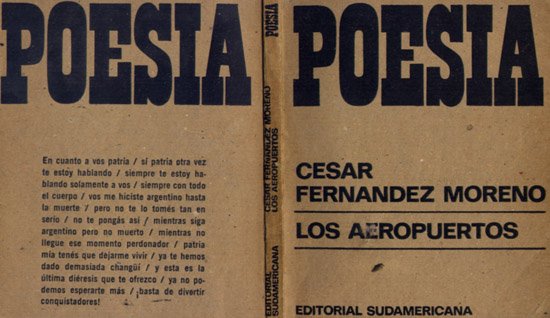 POESIA
En cuanto a vos patria / sí patria otra vez
te estoy hablando / siempre te estoy ha-
blando solamente a vos / siempre con todo
el cuerpo / vos me hiciste argentino hasta
la muerte / pero no te lo tomés tan en
serio / no te pongás así / mientras siga
argentino pero no muerto / mientras no
llegue ese momento perdonador / patria
mía tenés que dejarme vivir / ya te hemos
dado demasiada changüí / y esta es la
última diéresis que te ofrezco / ya no po-
demos esperarte más / ¡basta de divertir
conquistadores!
POESIA
CESAR FERNANDEZ MORENO
LOS AEROPUERTOS
EDITORIAL
SUDAMERICANA
POESIA
CESAR
FERNANDEZ MORENO
LOS AEROPUERTOS
EDITORIAL SUDAMERICANA